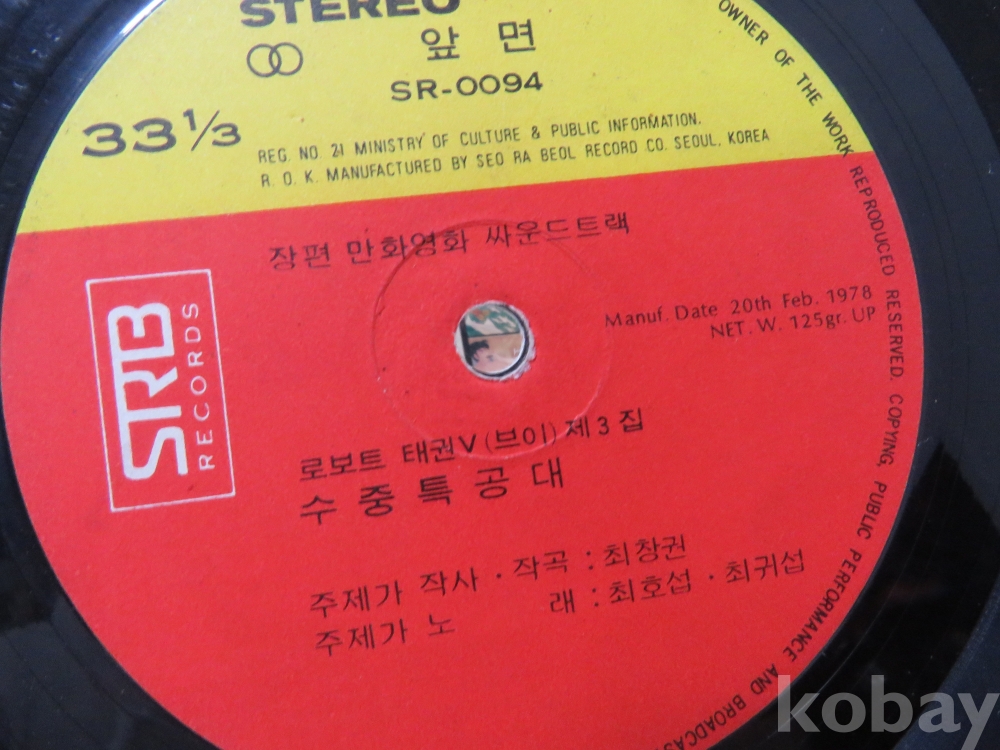 STEREO
앞 면
SR-0094
33 1/3
REG. NO. 21 MINISTRY OF CULTURE & PUBLIC INFORMATION.
R. O. K. MANUFACTURED BY SEO RA BEOL RECORD CO. SEOUL, KOREA
장편 만화영화 싸운드트랙
Manuf. Date 20th Feb. 1978
NET. W. 125gr. UP
SRB
RECORDS
로보트 태권V(브이) 제3집
수중특공대
주제가 작사 · 작곡 : 최창권
주제가 노 래 : 최호섭 · 최귀섭
OWNER OF THE WORK REPRODUCED RESERVED. COPYING, PUBLIC PERFORMANCE AND BROADCAS
kobay